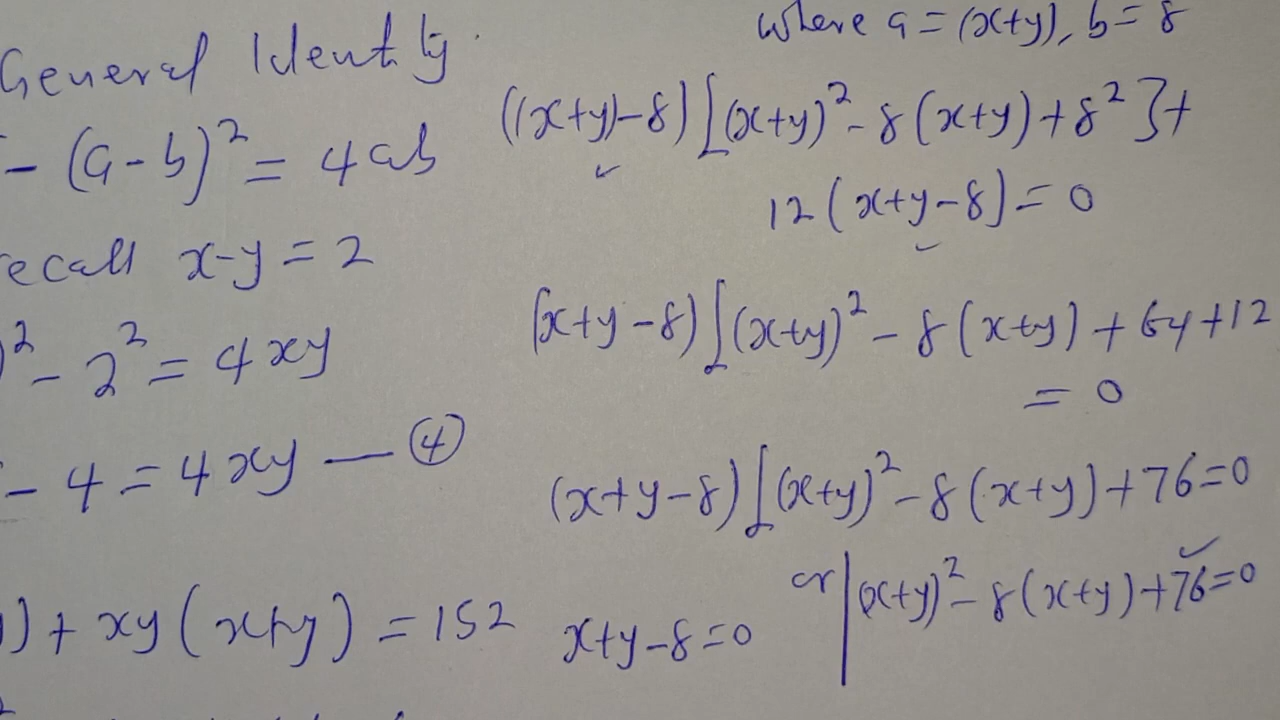 General Identity.
- (a-b)² = 4ab
ecall x-y = 2
)² - 2² = 4xy
- 4 = 4xy — ④
) + xy(x+y) = 152
where a = (x+y), b = 8
((x+y)-8)[(x+y)² - 8(x+y)+8²]+
12(x+y-8) = 0
(x+y-8)[(x+y)² - 8(x+y) + 64+12
= 0
(x+y-8)[(x+y)² - 8(x+y)+76=0
x+y-8=0 or | (x+y)² - 8(x+y)+76=0